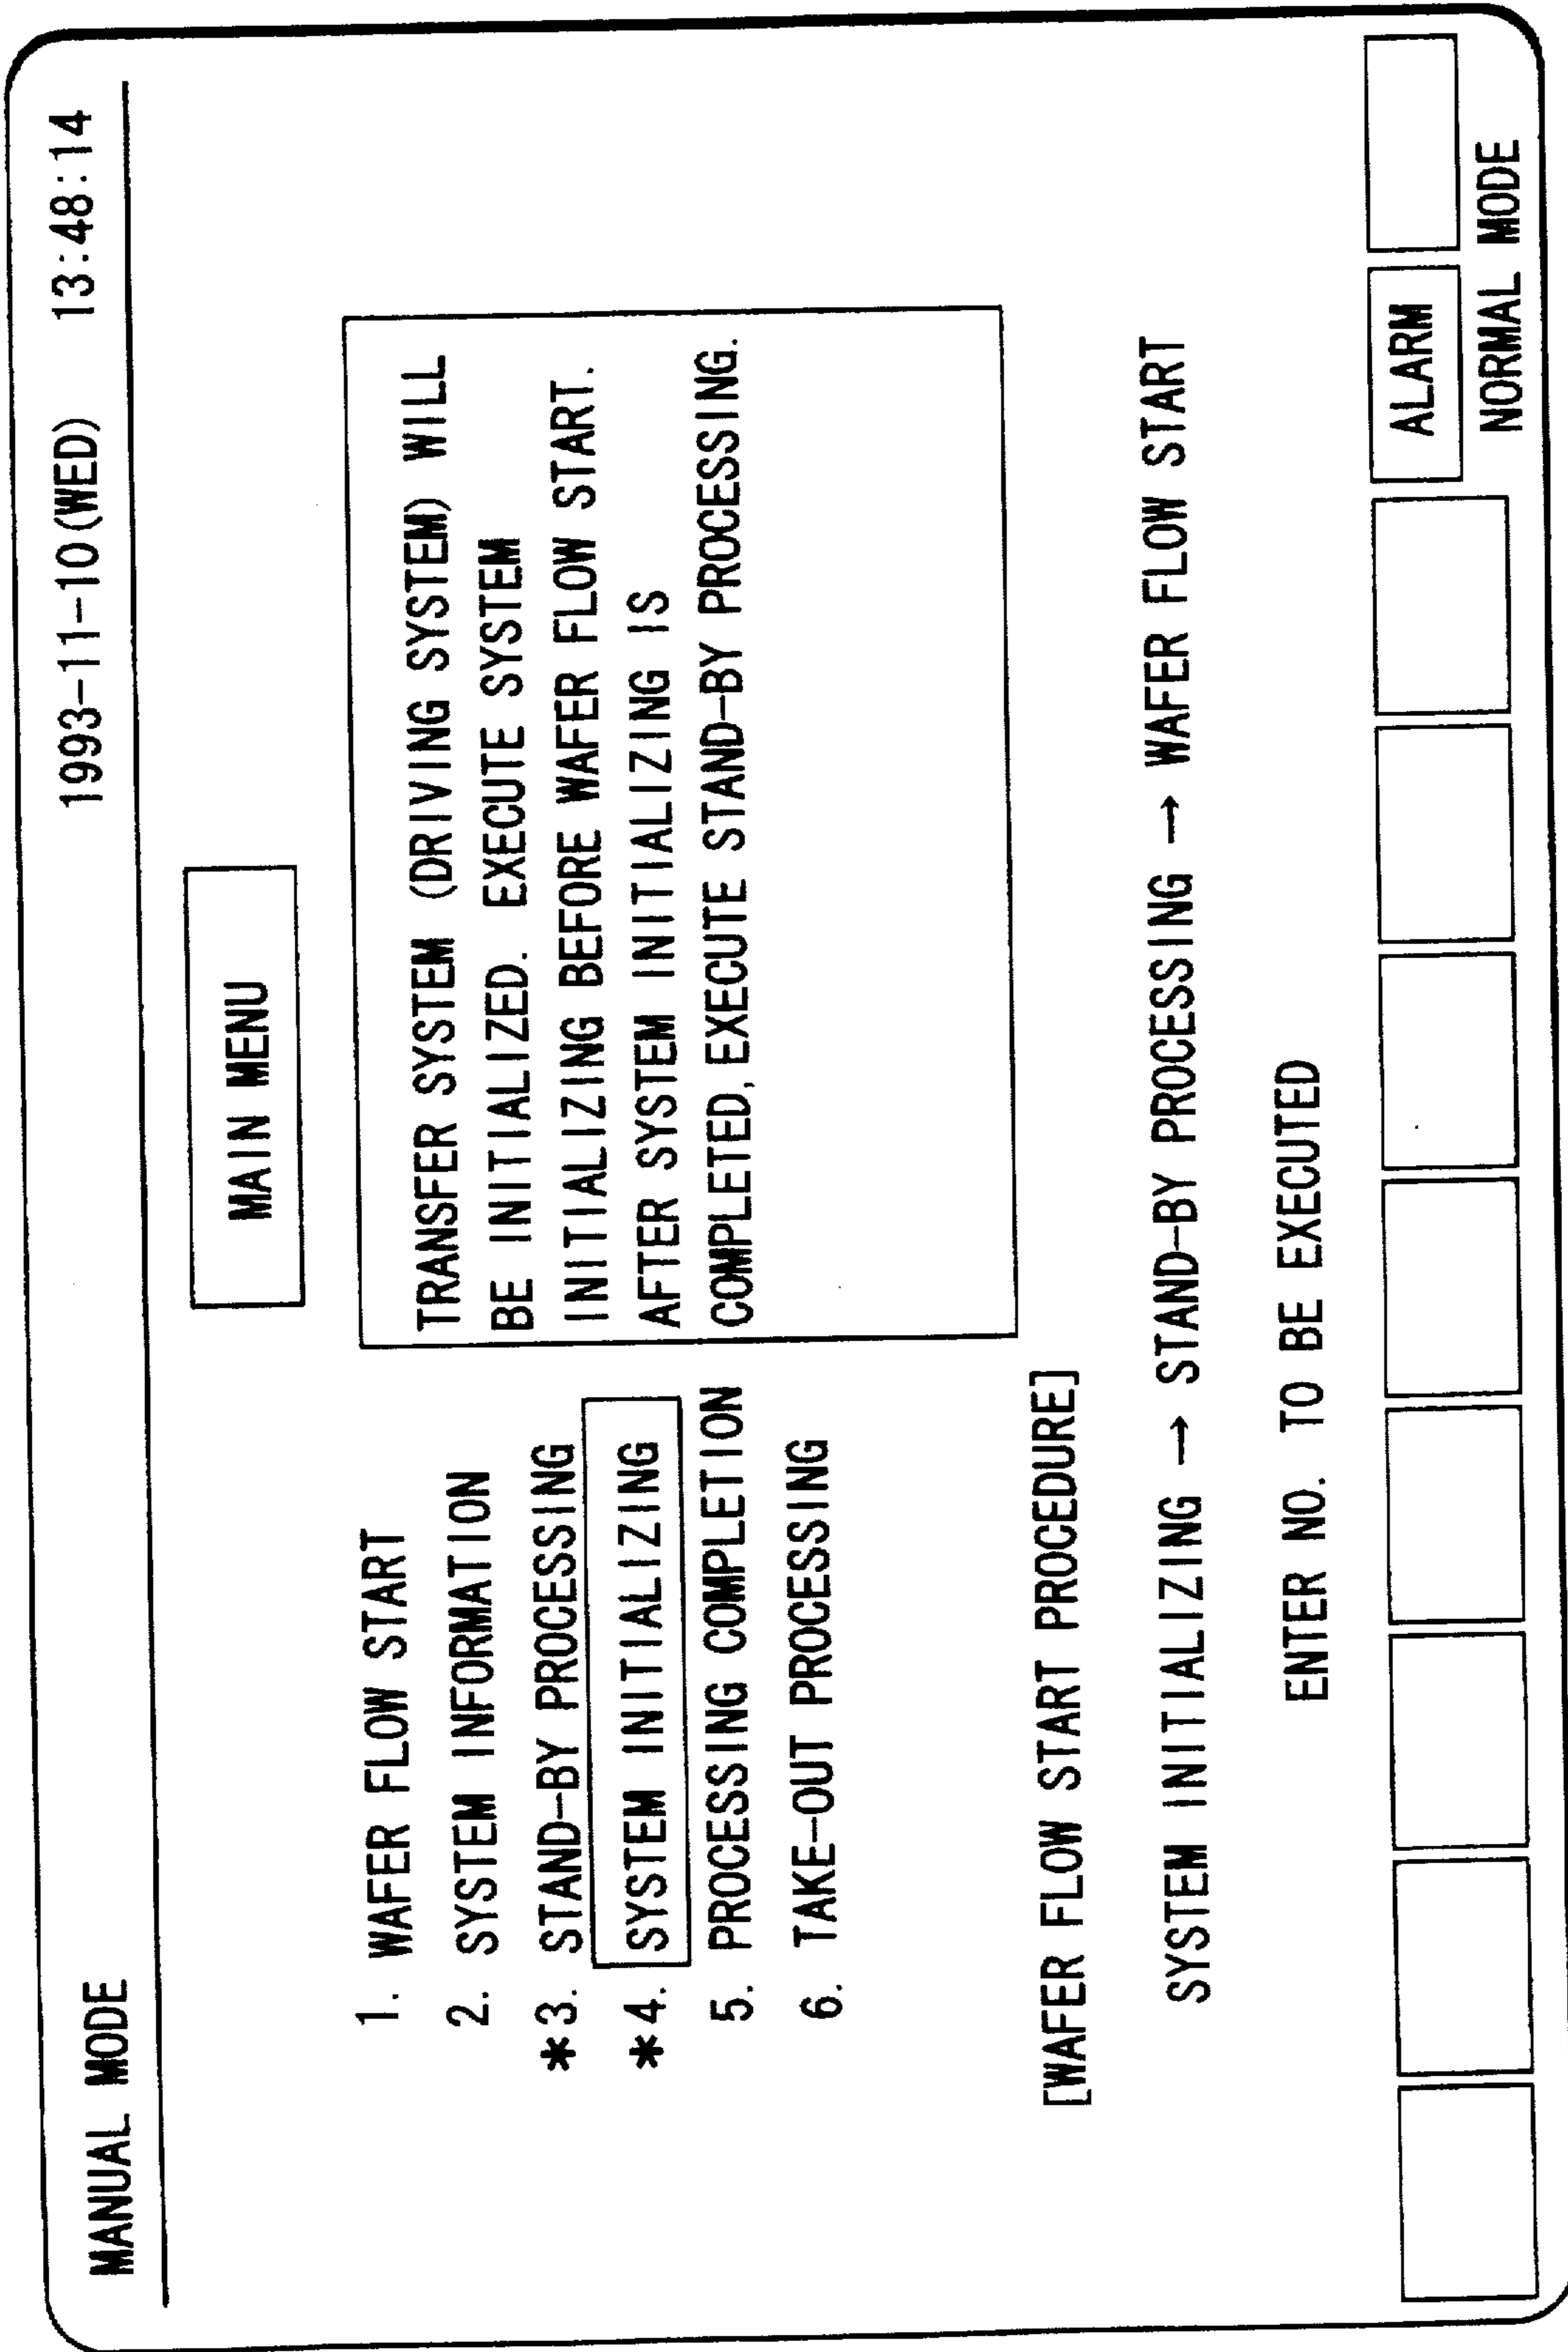 MANUAL MODE 1993-11-10(WED) 13:48:14
MAIN MENU
1. WAFER FLOW START
2. SYSTEM INFORMATION
*3. STAND-BY PROCESSING
*4. SYSTEM INITIALIZING
5. PROCESSING COMPLETION
6. TAKE-OUT PROCESSING
TRANSFER SYSTEM (DRIVING SYSTEM) WILL
BE INITIALIZED. EXECUTE SYSTEM
INITIALIZING BEFORE WAFER FLOW START.
AFTER SYSTEM INITIALIZING IS
COMPLETED, EXECUTE STAND-BY PROCESSING.
[WAFER FLOW START PROCEDURE]
SYSTEM INITIALIZING → STAND-BY PROCESSING → WAFER FLOW START
ENTER NO. TO BE EXECUTED
ALARM
NORMAL MODE